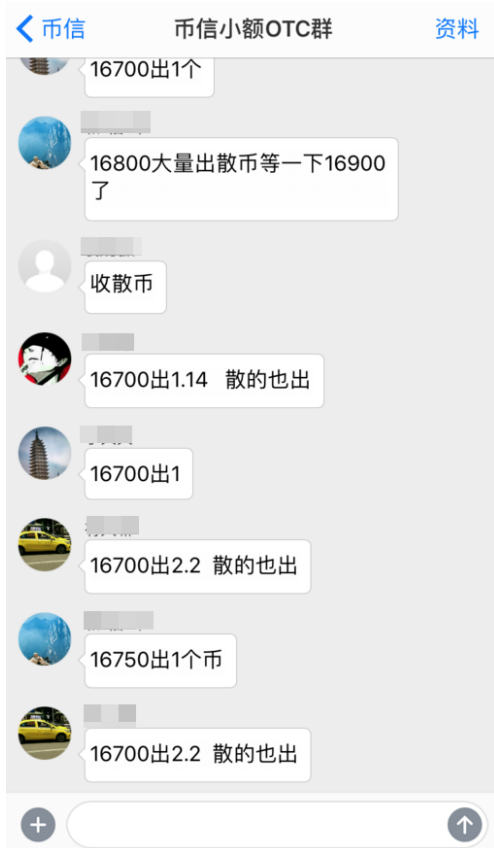 币信
币信小额OTC群
资料
16700出1个
16800大量出散币等一下16900
了
收散币
16700出1.14 散的也出
16700出1
16700出2.2 散的也出
16750出1个币
16700出2.2 散的也出